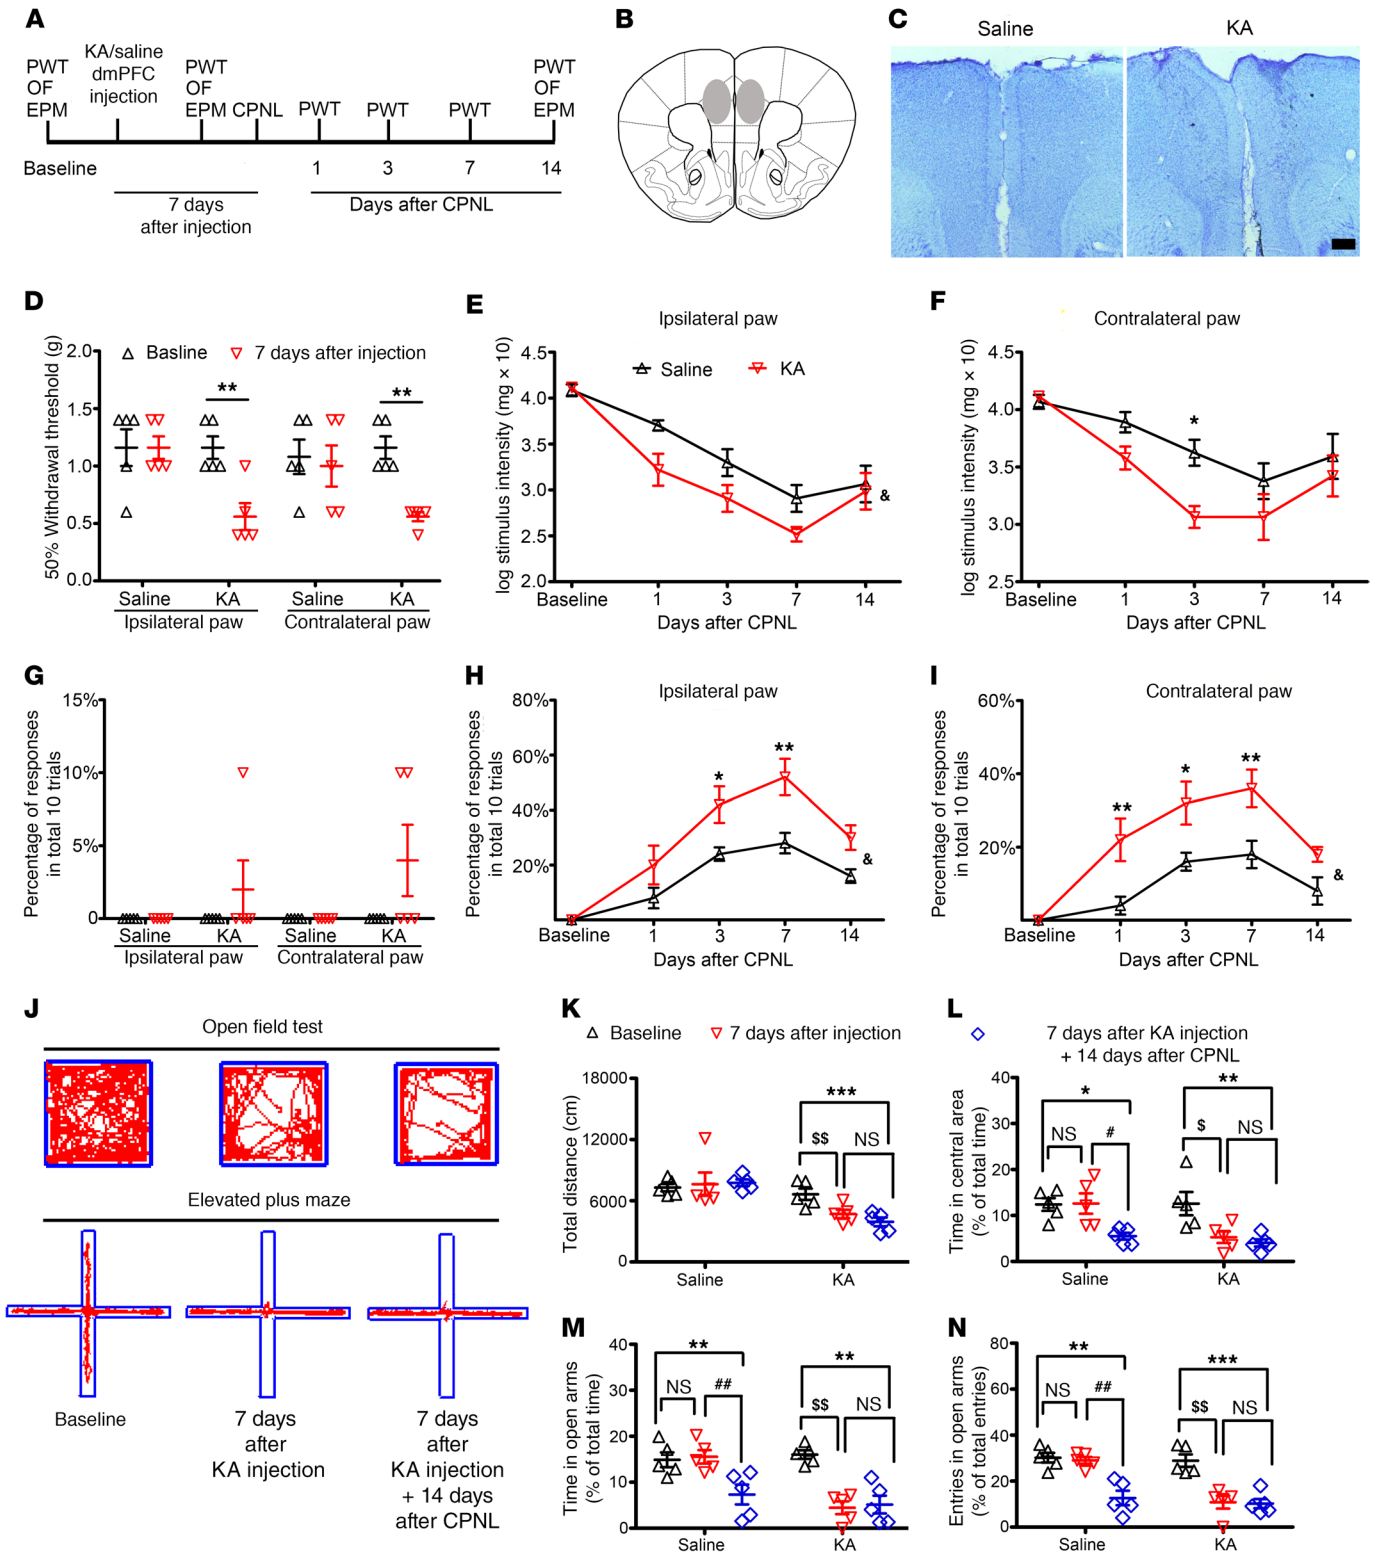 A
PWT
OF
EPM
KA/saline
dmPFC
injection
PWT
OF
EPM
CPNL
PWT
PWT
PWT
PWT
OF
EPM
Baseline
1
3
7
14
7 days
after injection
Days after CPNL
B
C
Saline
KA
D
50% Withdrawal threshold (g)
2.0
1.5
1.0
0.5
0.0
Basline
7 days after injection
**
**
Saline
KA
Saline
KA
Ipsilateral paw
Contralateral paw
E
Ipsilateral paw
log stimulus intensity (mg × 10)
4.5
4.0
3.5
3.0
2.5
2.0
Saline
KA
&
Baseline
1
3
7
14
Days after CPNL
F
Contralateral paw
log stimulus intensity (mg × 10)
4.5
4.0
3.5
3.0
2.5
*
Baseline
1
3
7
14
Days after CPNL
G
Percentage of responses
in total 10 trials
15%
10%
5%
0
Saline
KA
Saline
KA
Ipsilateral paw
Contralateral paw
H
Ipsilateral paw
Percentage of responses
in total 10 trials
80%
60%
40%
20%
*
**
&
Baseline
1
3
7
14
Days after CPNL
I
Contralateral paw
Percentage of responses
in total 10 trials
60%
40%
20%
**
*
**
&
Baseline
1
3
7
14
Days after CPNL
J
Open field test
Elevated plus maze
Baseline
7 days
after
KA injection
7 days
after
KA injection
+ 14 days
after CPNL
K
Baseline
7 days after injection
7 days after KA injection
+ 14 days after CPNL
Total distance (cm)
18000
12000
6000
0
***
$$
NS
Saline
KA
L
Time in central area
(% of total time)
40
30
20
10
0
*
NS
#
**
$
NS
Saline
KA
M
Time in open arms
(% of total time)
40
30
20
10
0
**
NS
##
**
$$
NS
Saline
KA
N
Entries in open arms
(% of total entries)
80
60
40
20
0
**
NS
##
***
$$
NS
Saline
KA